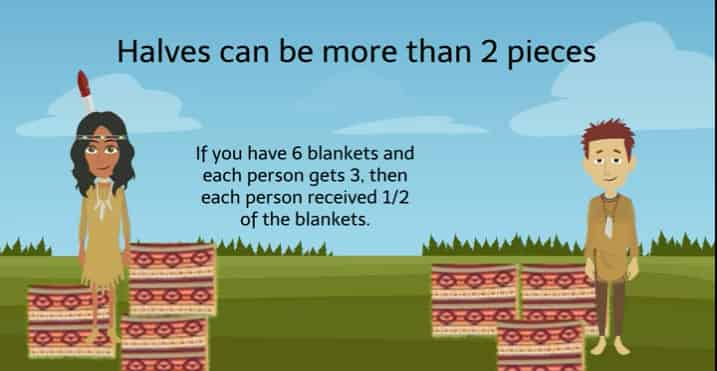 Halves can be more than 2 pieces
If you have 6 blankets and
each person gets 3, then
each person received 1/2
of the blankets.